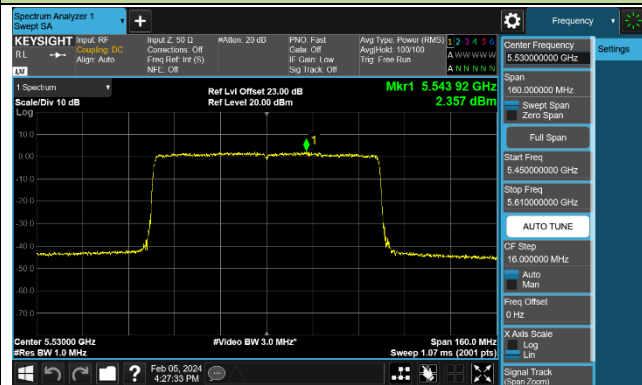 Spectrum Analyzer 1
Swept SA
Frequency
KEYSIGHT
Input: RF
Input Z: 50 Ω
#Atten: 20 dB
PNO: Fast
Avg Type: Power (RMS)
1 2 3 4 5 6
RL
Coupling: DC
Corrections: Off
Gate: Off
Avg|Hold: 100/100
A W W W W W
Align: Auto
Freq Ref: Int (S)
IF Gain: Low
Trig: Free Run
NFE: Off
Sig Track: Off
A N N N N N
LXI
1 Spectrum
Scale/Div 10 dB
Ref Lvl Offset 23.00 dB
Ref Level 20.00 dBm
Mkr1 5.543 92 GHz
2.357 dBm
Log
10.0
0.00
-10.0
-20.0
-30.0
-40.0
-50.0
-60.0
-70.0
1
Center 5.53000 GHz
#Res BW 1.0 MHz
#Video BW 3.0 MHz*
Span 160.0 MHz
Sweep 1.07 ms (2001 pts)
Feb 05, 2024
4:27:33 PM
Center Frequency
5.530000000 GHz
Settings
Span
160.000000 MHz
Swept Span
Zero Span
Full Span
Start Freq
5.450000000 GHz
Stop Freq
5.610000000 GHz
AUTO TUNE
CF Step
16.000000 MHz
Auto
Man
Freq Offset
0 Hz
X Axis Scale
Log
Lin
Signal Track
(Span Zoom)